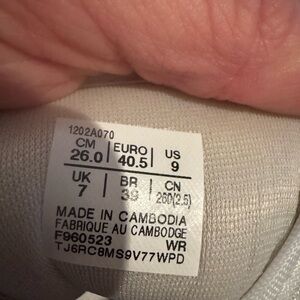 1202A070
CM EURO US
26.0 40.5 9
UK BR CN
7 39 260(2.5)
MADE IN CAMBODIA
FABRIQUE AU CAMBODGE
F960523 WR
TJ6RC8MS9V77WPD